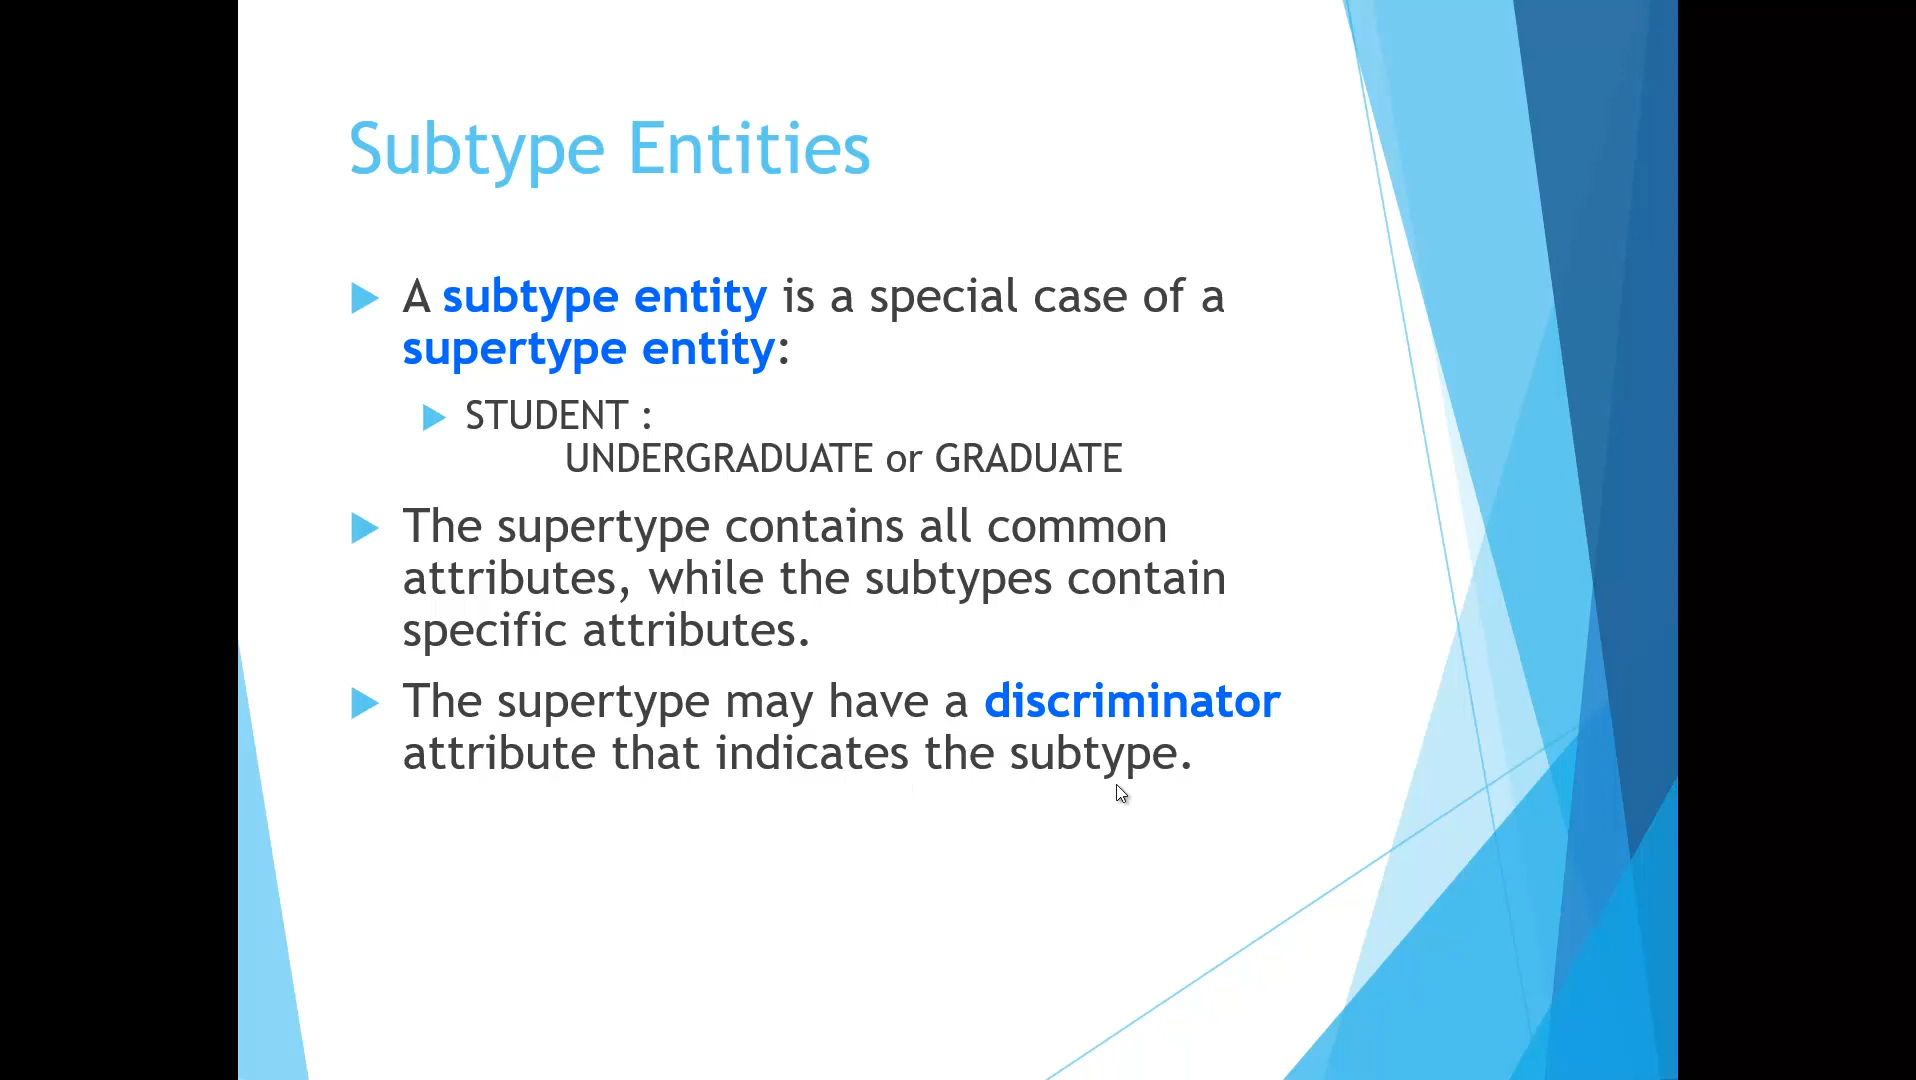 Subtype Entities
A subtype entity is a special case of a
supertype entity:
STUDENT :
UNDERGRADUATE or GRADUATE
The supertype contains all common
attributes, while the subtypes contain
specific attributes.
The supertype may have a discriminator
attribute that indicates the subtype.